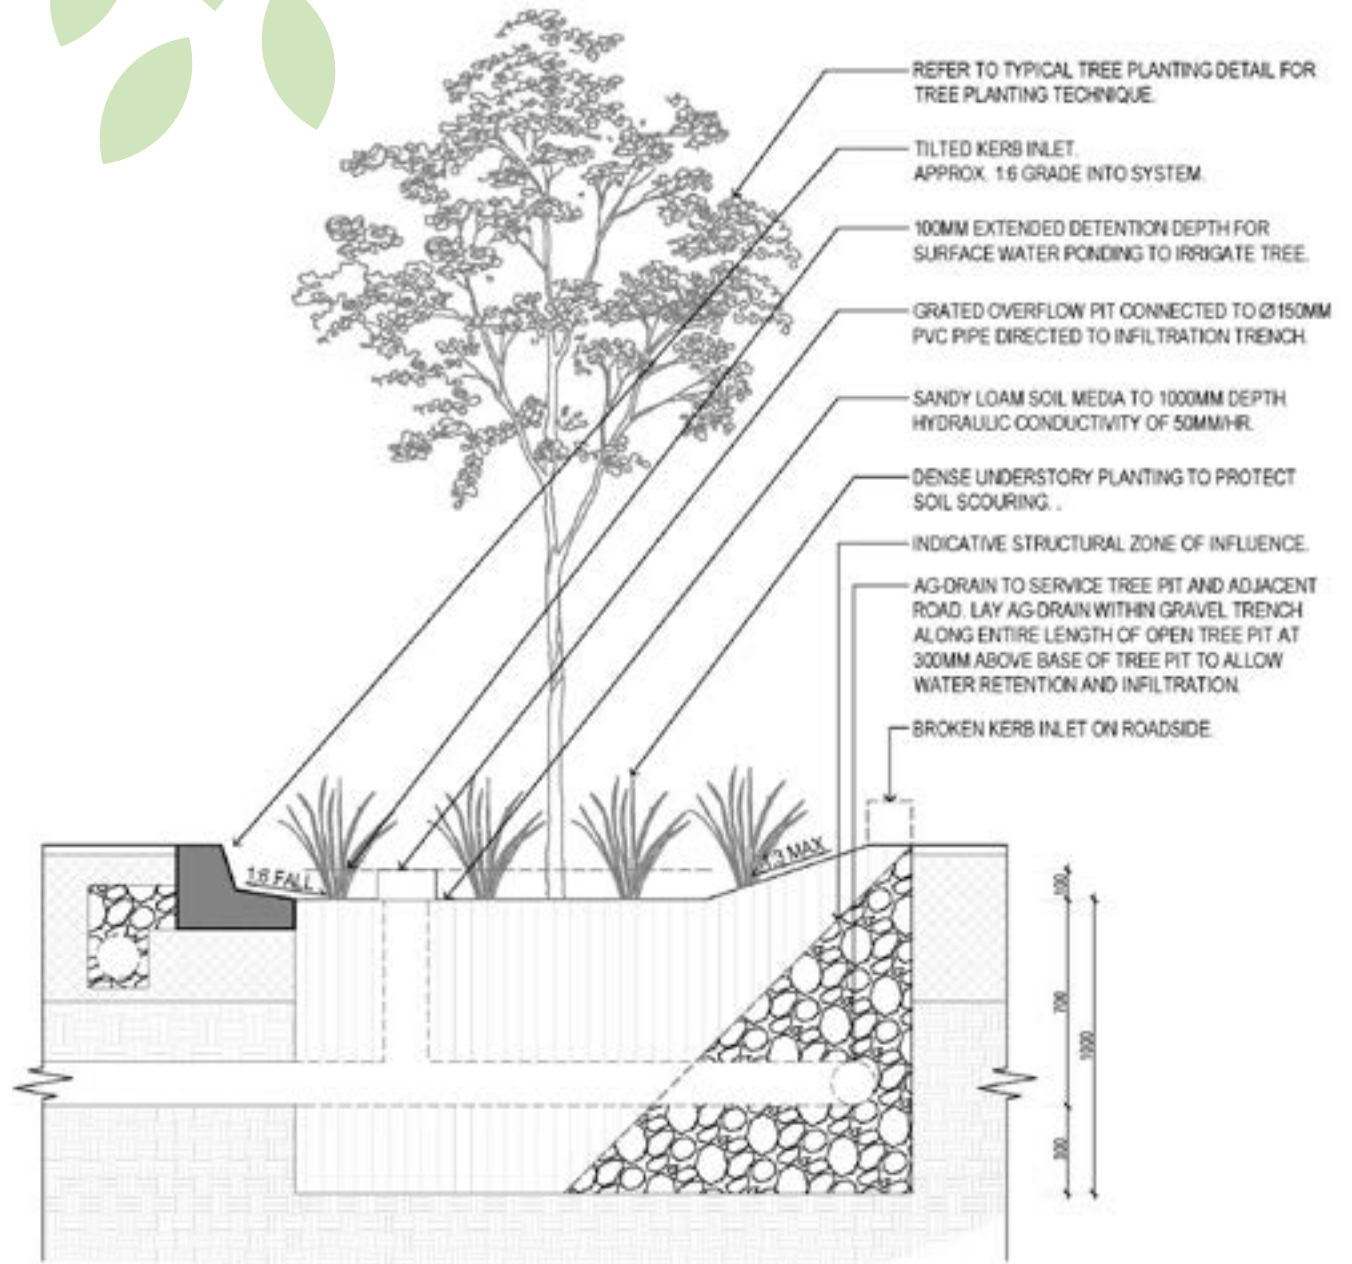 REFER TO TYPICAL TREE PLANTING DETAIL FOR
TREE PLANTING TECHNIQUE.
TILTED KERB INLET.
APPROX. 1:6 GRADE INTO SYSTEM.
100MM EXTENDED DETENTION DEPTH FOR
SURFACE WATER PONDING TO IRRIGATE TREE.
GRATED OVERFLOW PIT CONNECTED TO Ø150MM
PVC PIPE DIRECTED TO INFILTRATION TRENCH.
SANDY LOAM SOIL MEDIA TO 1000MM DEPTH.
HYDRAULIC CONDUCTIVITY OF 50MM/HR.
DENSE UNDERSTORY PLANTING TO PROTECT
SOIL SCOURING. .
INDICATIVE STRUCTURAL ZONE OF INFLUENCE.
AG-DRAIN TO SERVICE TREE PIT AND ADJACENT
ROAD. LAY AG-DRAIN WITHIN GRAVEL TRENCH
ALONG ENTIRE LENGTH OF OPEN TREE PIT AT
300MM ABOVE BASE OF TREE PIT TO ALLOW
WATER RETENTION AND INFILTRATION.
BROKEN KERB INLET ON ROADSIDE.
1:6 FALL
1:3 MAX
100
700
1000
300